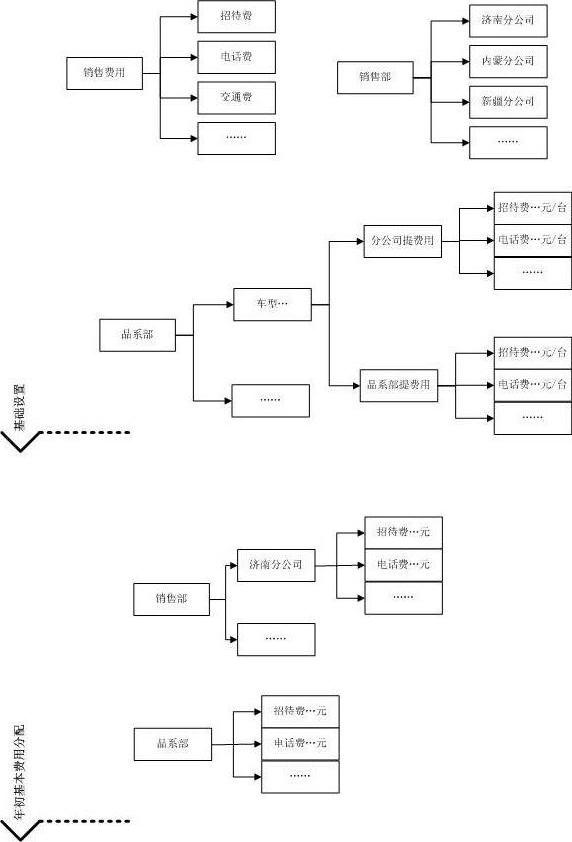 招待费
电话费
销售费用
交通费
……
济南分公司
内蒙分公司
销售部
新疆分公司
……
招待费…元/台
分公司提费用
电话费…元/台
……
车型…
品系部
招待费…元/台
品系部提费用
电话费…元/台
……
……
基础设置
招待费…元
济南分公司
电话费…元
……
销售部
……
招待费…元
品系部
电话费…元
……
年初基本费用分配